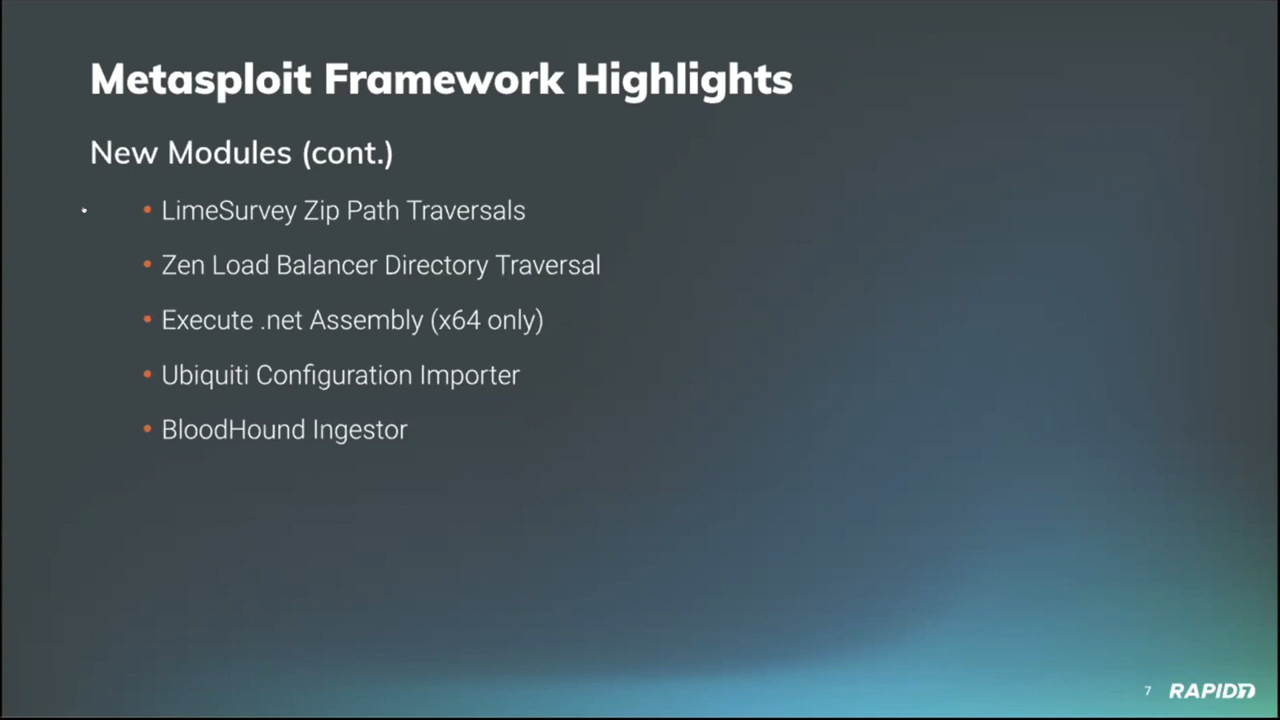 Metasploit Framework Highlights
New Modules (cont.)
• LimeSurvey Zip Path Traversals
• Zen Load Balancer Directory Traversal
• Execute .net Assembly (x64 only)
• Ubiquiti Configuration Importer
• BloodHound Ingestor
7 RAPID7